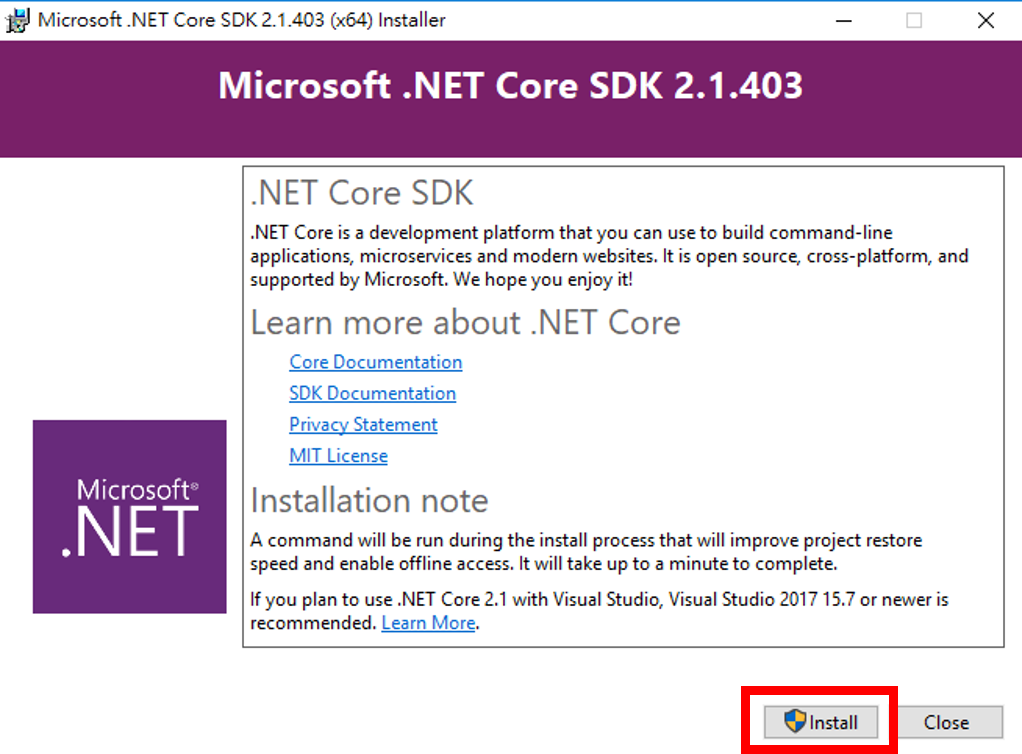 Microsoft .NET Core SDK 2.1.403 (x64) Installer
Microsoft .NET Core SDK 2.1.403
.NET Core SDK
.NET Core is a development platform that you can use to build command-line
applications, microservices and modern websites. It is open source, cross-platform, and
supported by Microsoft. We hope you enjoy it!
Learn more about .NET Core
Core Documentation
SDK Documentation
Privacy Statement
MIT License
Microsoft®
.NET
Installation note
A command will be run during the install process that will improve project restore
speed and enable offline access. It will take up to a minute to complete.
If you plan to use .NET Core 2.1 with Visual Studio, Visual Studio 2017 15.7 or newer is
recommended. Learn More.
Install
Close